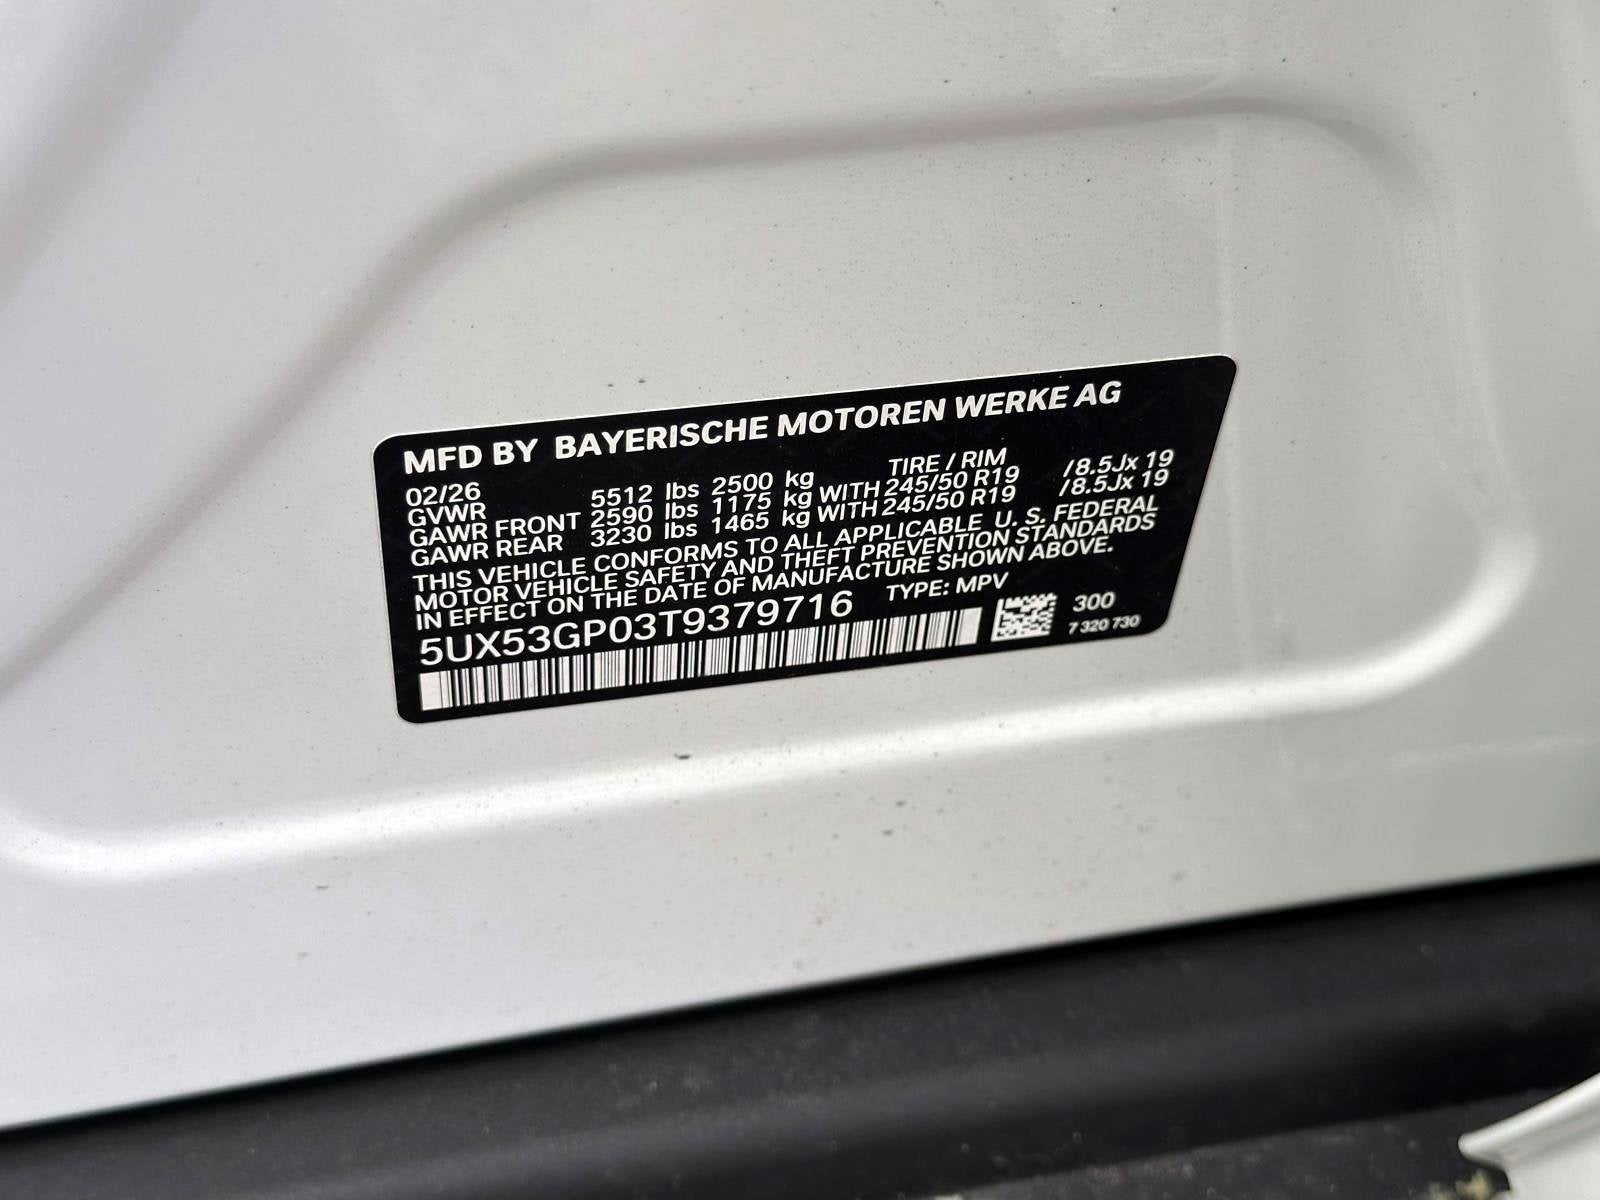 MFD BY BAYERISCHE MOTOREN WERKE AG
02/26 TIRE / RIM
GVWR 5512 lbs 2500 kg
GAWR FRONT 2590 lbs 1175 kg WITH 245/50 R19 /8.5Jx 19
GAWR REAR 3230 lbs 1465 kg WITH 245/50 R19 /8.5Jx 19
THIS VEHICLE CONFORMS TO ALL APPLICABLE U. S. FEDERAL
MOTOR VEHICLE SAFETY AND THEFT PREVENTION STANDARDS
IN EFFECT ON THE DATE OF MANUFACTURE SHOWN ABOVE.
5UX53GP03T9379716 TYPE: MPV
300
7 320 730